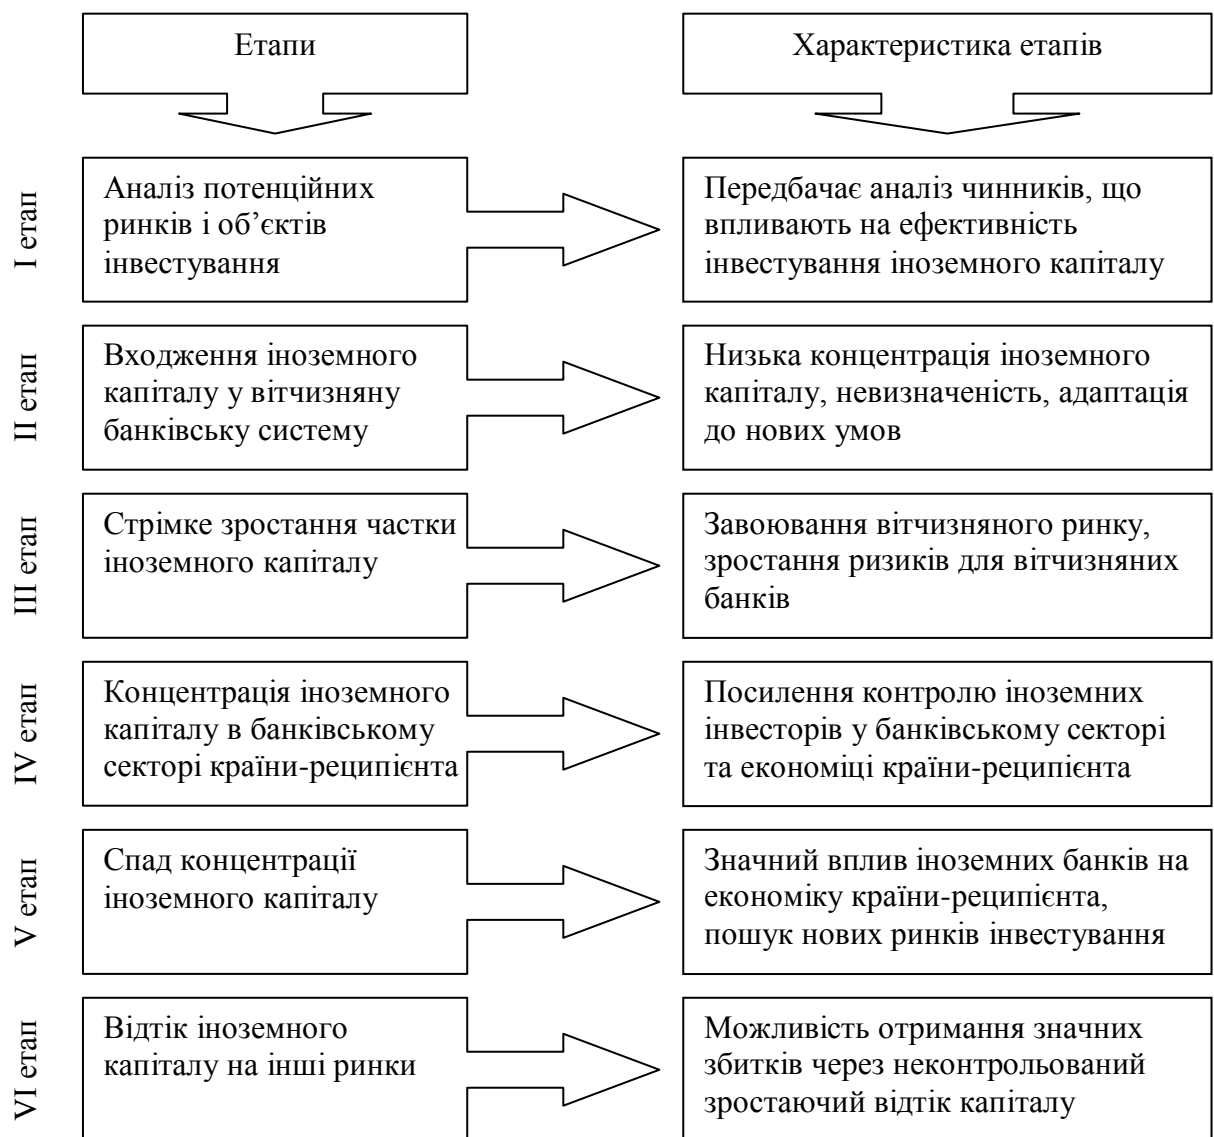 Етапи
Характеристика етапів
І етап
Аналіз потенційних
ринків і об’єктів
інвестування
Передбачає аналіз чинників, що
впливають на ефективність
інвестування іноземного капіталу
ІІ етап
Входження іноземного
капіталу у вітчизняну
банківську систему
Низька концентрація іноземного
капіталу, невизначеність, адаптація
до нових умов
ІІІ етап
Стрімке зростання частки
іноземного капіталу
Завоювання вітчизняного ринку,
зростання ризиків для вітчизняних
банків
IV етап
Концентрація іноземного
капіталу в банківському
секторі країни-реципієнта
Посилення контролю іноземних
інвесторів у банківському секторі
та економіці країни-реципієнта
V етап
Спад концентрації
іноземного капіталу
Значний вплив іноземних банків на
економіку країни-реципієнта,
пошук нових ринків інвестування
VI етап
Відтік іноземного
капіталу на інші ринки
Можливість отримання значних
збитків через неконтрольований
зростаючий відтік капіталу